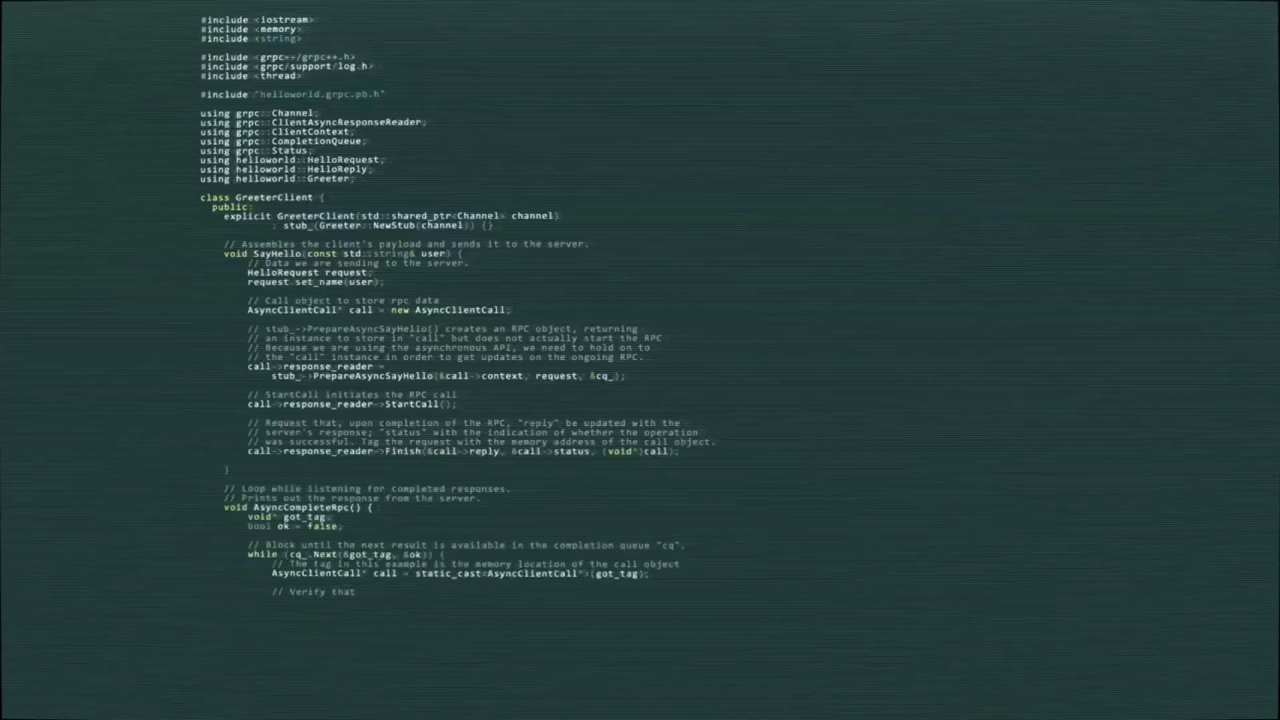 #include <iostream>
#include <memory>
#include <string>
#include <grpc++/grpc++.h>
#include <grpc/support/log.h>
#include <thread>
#include "helloworld.grpc.pb.h"
using grpc::Channel;
using grpc::ClientAsyncResponseReader;
using grpc::ClientContext;
using grpc::CompletionQueue;
using grpc::Status;
using helloworld::HelloRequest;
using helloworld::HelloReply;
using helloworld::Greeter;
class GreeterClient {
public:
explicit GreeterClient(std::shared_ptr<Channel> channel)
: stub_(Greeter::NewStub(channel)) {}
// Assembles the client's payload and sends it to the server.
void SayHello(const std::string& user) {
// Data we are sending to the server.
HelloRequest request;
request.set_name(user);
// Call object to store rpc data
AsyncClientCall* call = new AsyncClientCall;
// stub_->PrepareAsyncSayHello() creates an RPC object, returning
// an instance to store in "call" but does not actually start the RPC
// Because we are using the asynchronous API, we need to hold on to
// the "call" instance in order to get updates on the ongoing RPC.
call->response_reader =
stub_->PrepareAsyncSayHello(&call->context, request, &cq_);
// StartCall initiates the RPC call
call->response_reader->StartCall();
// Request that, upon completion of the RPC, "reply" be updated with the
// server's response; "status" with the indication of whether the operation
// was successful. Tag the request with the memory address of the call object.
call->response_reader->Finish(&call->reply, &call->status, (void*)call);
}
// Loop while listening for completed responses.
// Prints out the response from the server.
void AsyncCompleteRpc() {
void* got_tag;
bool ok = false;
// Block until the next result is available in the completion queue "cq".
while (cq_.Next(&got_tag, &ok)) {
// The tag in this example is the memory location of the call object
AsyncClientCall* call = static_cast<AsyncClientCall*>(got_tag);
// Verify that